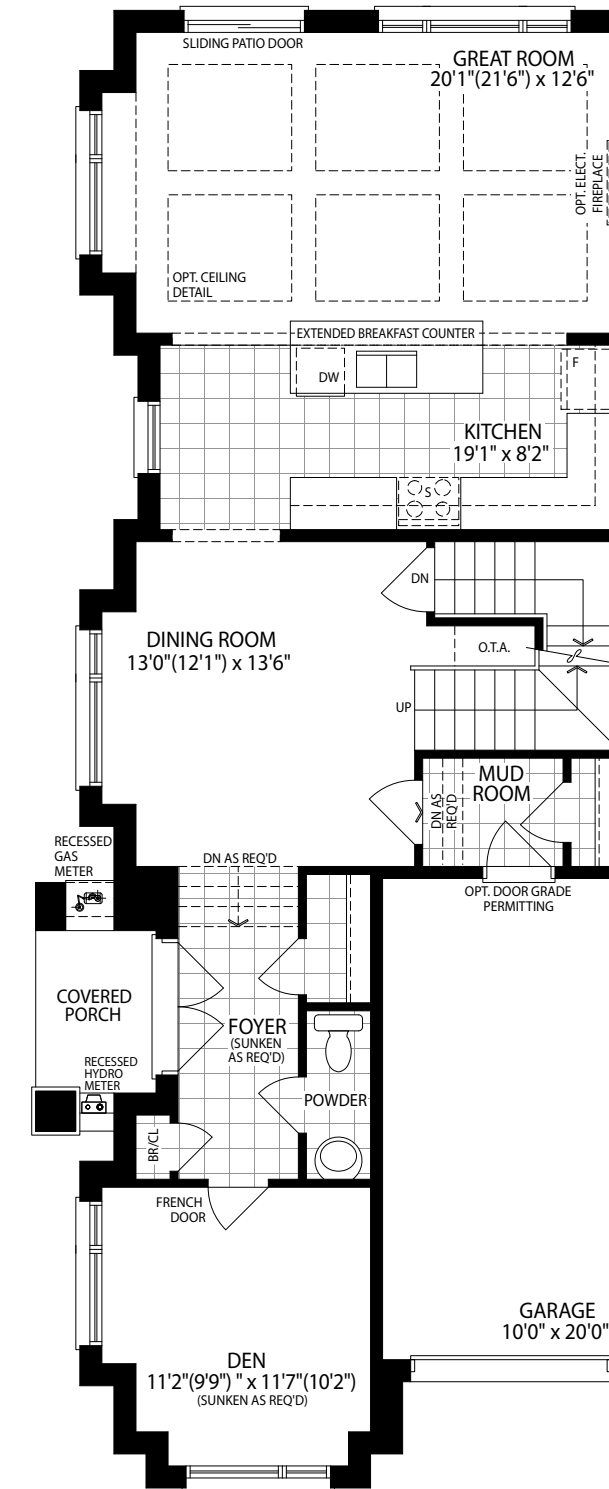 SLIDING PATIO DOOR
GREAT ROOM
20'1"(21'6") x 12'6"
OPT. ELECT.
FIREPLACE
OPT. CEILING
DETAIL
EXTENDED BREAKFAST COUNTER
DW
F
KITCHEN
19'1" x 8'2"
S
DN
DINING ROOM
13'0"(12'1") x 13'6"
O.T.A.
UP
MUD
ROOM
DN AS
REQ'D
RECESSED
GAS
METER
DN AS REQ'D
OPT. DOOR GRADE
PERMITTING
COVERED
PORCH
FOYER
(SUNKEN
AS REQ'D)
RECESSED
HYDRO
METER
POWDER
BR/CL
FRENCH
DOOR
GARAGE
10'0" x 20'0"
DEN
11'2"(9'9") " x 11'7"(10'2")
(SUNKEN AS REQ'D)